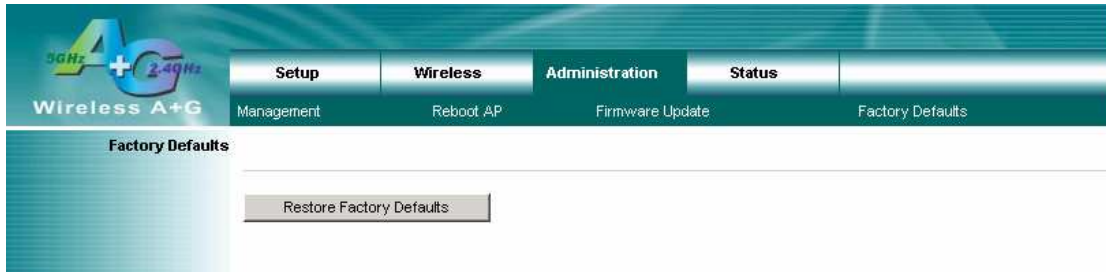 5GHz
A+G
2.4GHz
Wireless A+G
Setup Wireless Administration Status
Management Reboot AP Firmware Update Factory Defaults
Factory Defaults
Restore Factory Defaults